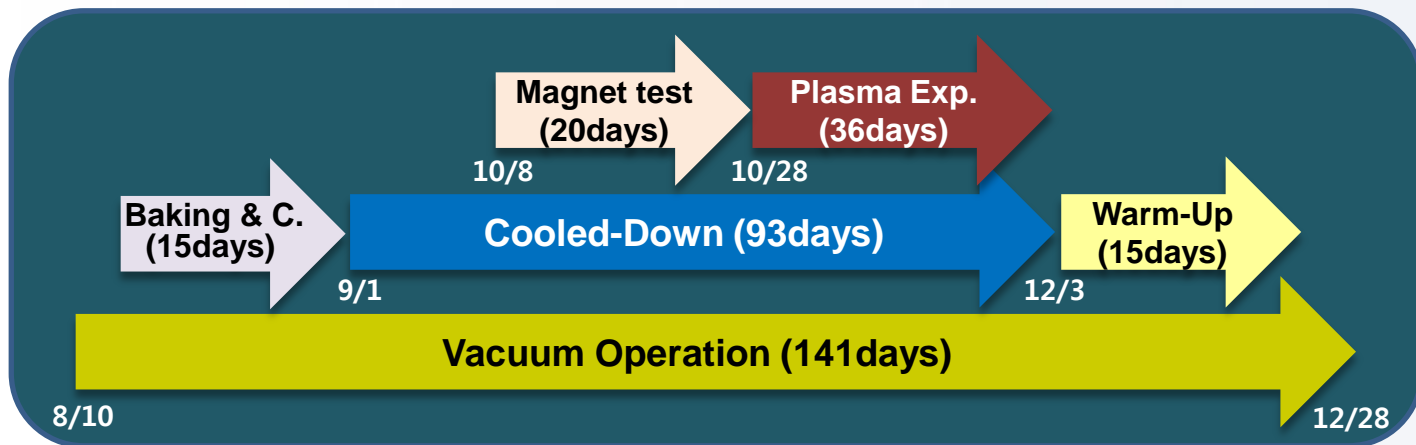 Magnet test
(20days)
Plasma Exp.
(36days)
10/8
10/28
Baking & C.
(15days)
Cooled-Down (93days)
Warm-Up
(15days)
9/1
12/3
Vacuum Operation (141days)
8/10
12/28